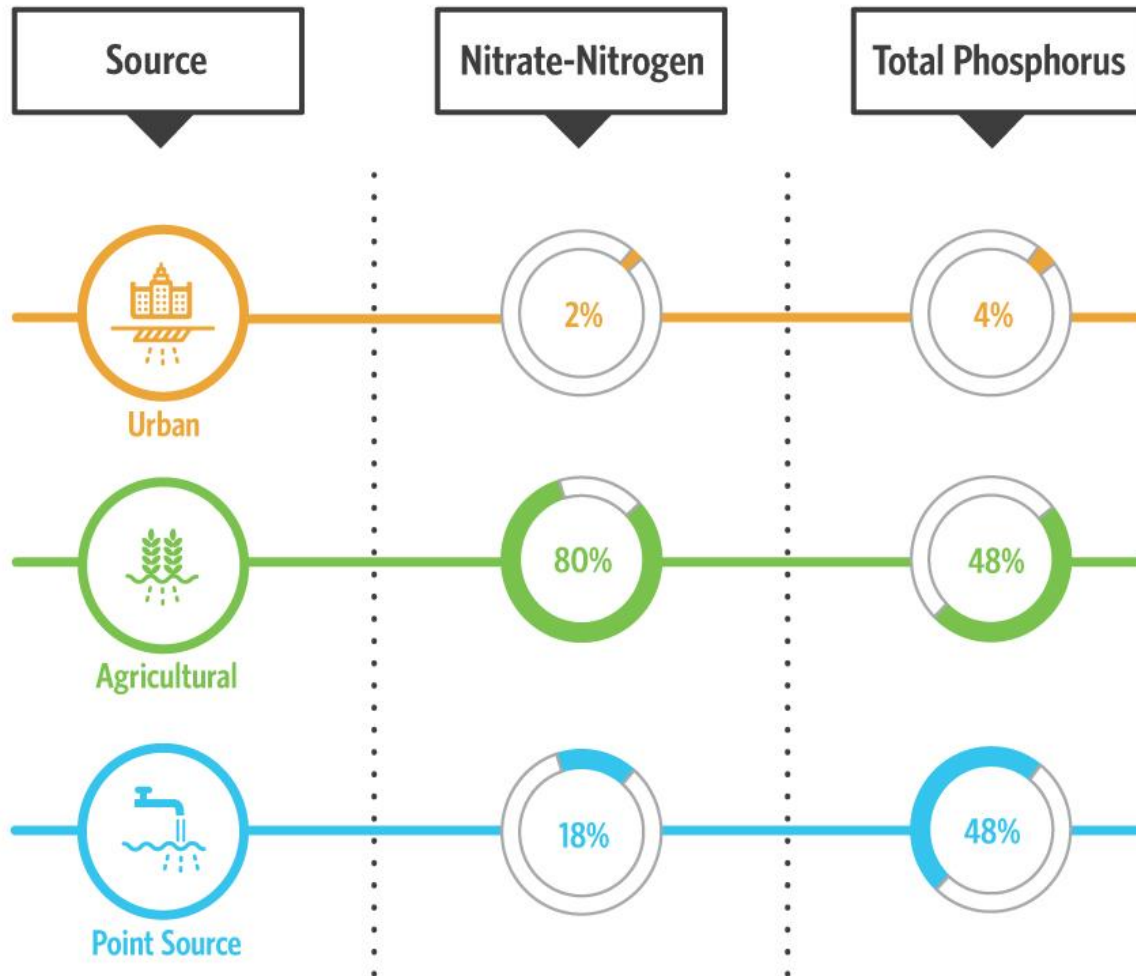 Source
Nitrate-Nitrogen
Total Phosphorus
2%
4%
Urban
80%
48%
Agricultural
18%
48%
Point Source